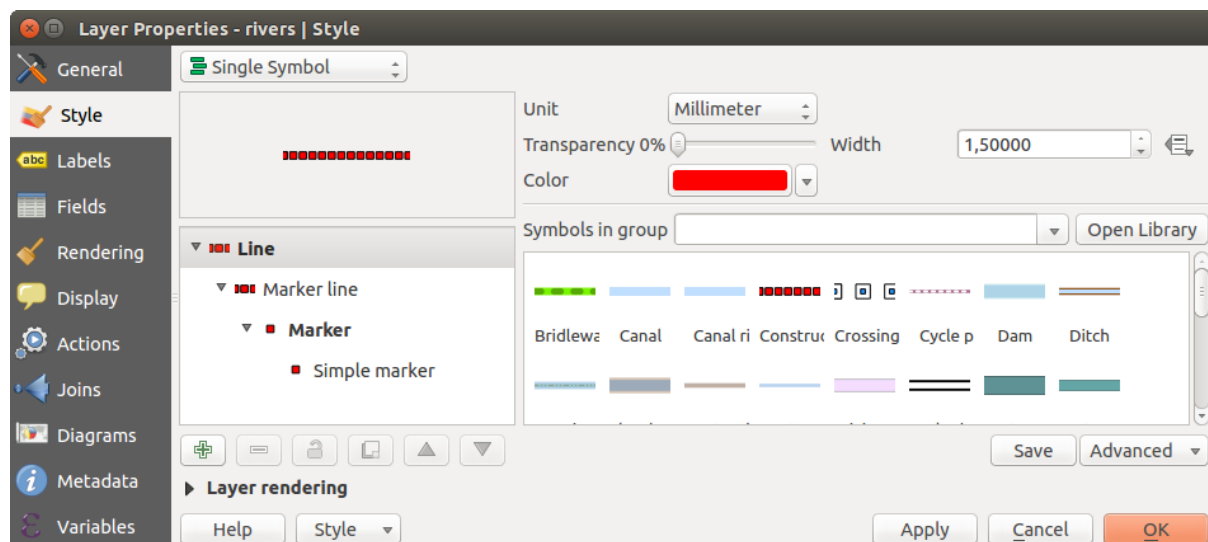 Layer Properties - rivers | Style
General
Style
abc Labels
Fields
Rendering
Display
Actions
Joins
Diagrams
Metadata
Variables
Single Symbol
Line
Marker line
Marker
Simple marker
Unit Millimeter
Transparency 0% Width 1,50000
Color
Symbols in group Open Library
Bridlewa Canal Canal ri Construc Crossing Cycle p Dam Ditch
Save Advanced
Layer rendering
Help Style Apply Cancel OK